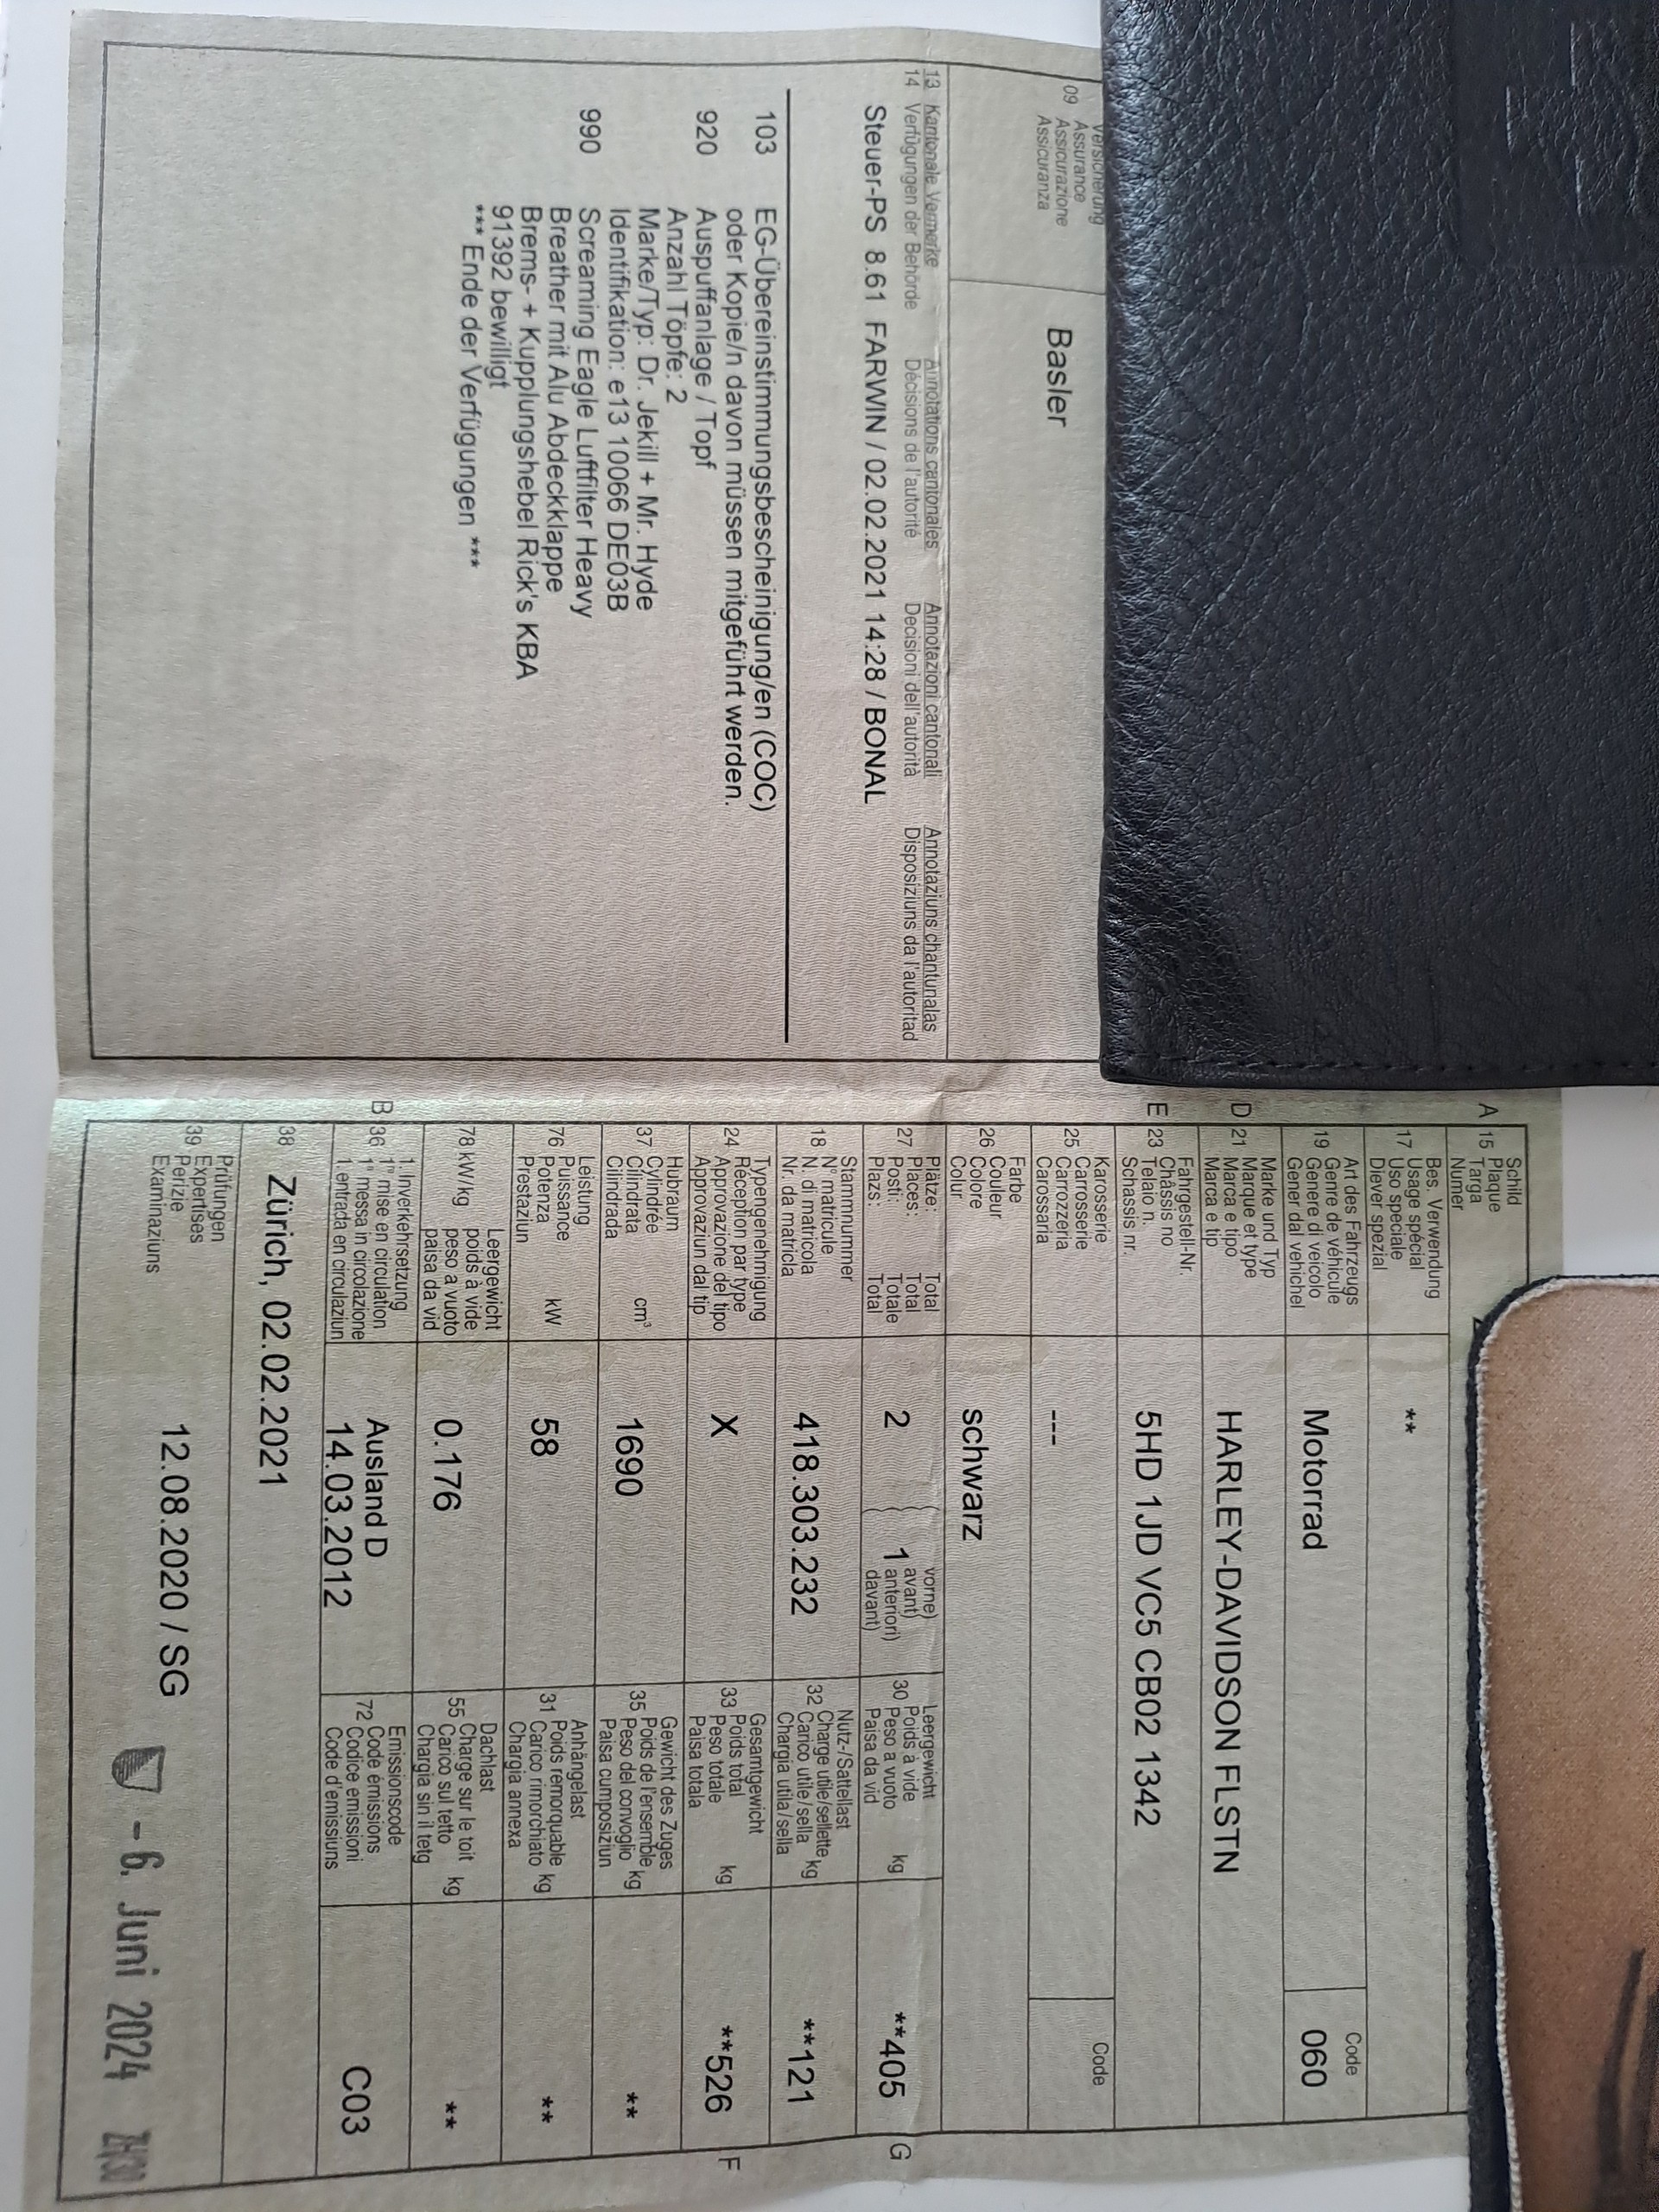 Versicherung
09 Assurance
Assicurazione
Assicuranza
Basler
13 Kantonale Vermerke Annotations cantonales Annotazioni cantonali Annotaziuns chantunalas
14 Verfügungen der Behörde Décisions de l'autorité Decisioni dell'autorità Disposiziuns da l'autoritad
Steuer-PS 8.61 FARWIN / 02.02.2021 14:28 / BONAL
103 EG-Übereinstimmungsbescheinigung/en (COC)
oder Kopie/n davon müssen mitgeführt werden.
920 Auspuffanlage / Topf
Anzahl Töpfe: 2
Marke/Typ: Dr. Jekill + Mr. Hyde
Identifikation: e13 10066 DE03B
990 Screaming Eagle Luftfilter Heavy
Breather mit Alu Abdeckklappe
Brems- + Kupplungshebel Rick's KBA
91392 bewilligt
*** Ende der Verfügungen ***
Schild
A 15 Plaque
Targa
Numer
Bes. Verwendung
17 Usage spécial
Uso speciale
Diever spezial
**
Art des Fahrzeugs
19 Genre de véhicule
Genere di veicolo
Gener dal vehichel
Motorrad
Code
060
Marke und Typ
D 21 Marque et type
Marca e tipo
Marca e tip
HARLEY-DAVIDSON FLSTN
Fahrgestell-Nr.
E 23 Châssis no
Telaio n.
Schassis nr.
5HD 1JD VC5 CB02 1342
Karosserie
25 Carrosserie
Carrozzeria
Carossaria
---
Code
Farbe
26 Couleur
Colore
Colur
schwarz
Plätze: Total
27 Places: Total
Posti: Totale
Plazs: Total
2
( vorne)
( 1 avant)
anteriori)
davant)
Leergewicht
30 Poids à vide
Peso a vuoto
Paisa da vid
kg
**405 G
Stammnummer
18 N° matricule
N. di matricola
Nr. da matricla
418.303.232
Nutz-/Sattellast
32 Charge utile/sellette
Carico utile/sella
Chargia utila/sella
kg
**121
Typengenehmigung
24 Réception par type
Approvazione del tipo
Approvaziun dal tip
X
Gesamtgewicht
33 Poids total
Peso totale
Paisa totala
kg
**526 F
Hubraum
37 Cylindrée
Cilindrata
Cilindrada
cm³
1690
Gewicht des Zuges
35 Poids de l'ensemble
Peso del convoglio
Paisa cumposiziun
kg
**
Leistung
76 Puissance
Potenza
Prestaziun
kW
58
Anhängelast
31 Poids remorquable
Carico rimorchiato
Chargia annexa
kg
**
Leergewicht
78 kW/kg poids à vide
peso a vuoto
paisa da vid
0.176
Dachlast
55 Charge sur le toit
Carico sul tetto
Chargia sin il tetg
kg
**
1. Inverkehrsetzung
B 36 1re mise en circulation
1a messa in circolazione
1. entrada en circulaziun
Ausland D
14.03.2012
Emissionscode
72 Code émissions
Codice emissioni
Code d'emissiuns
C03
38 Zürich, 02.02.2021
Prüfungen
39 Expertises
Perizie
Examinaziuns
12.08.2020 / SG
- 6. Juni 2024